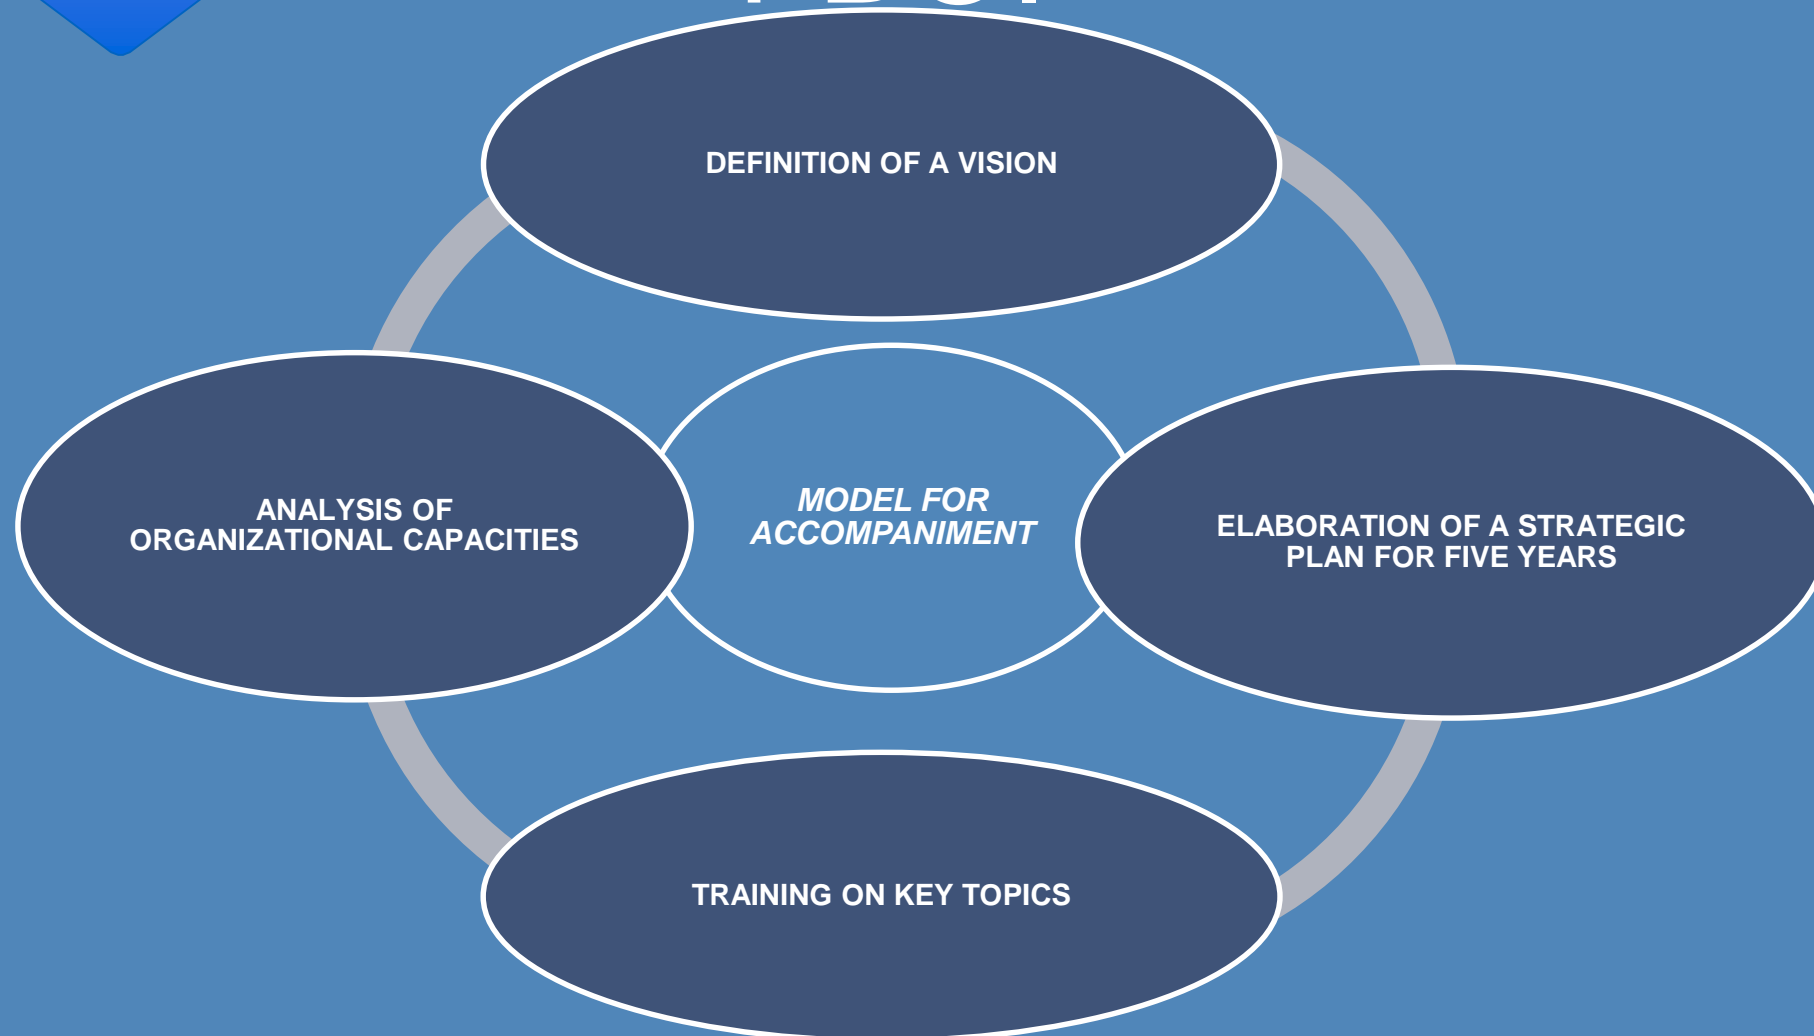 DEFINITION OF A VISION
ANALYSIS OF
ORGANIZATIONAL CAPACITIES
MODEL FOR
ACCOMPANIMENT
ELABORATION OF A STRATEGIC
PLAN FOR FIVE YEARS
TRAINING ON KEY TOPICS